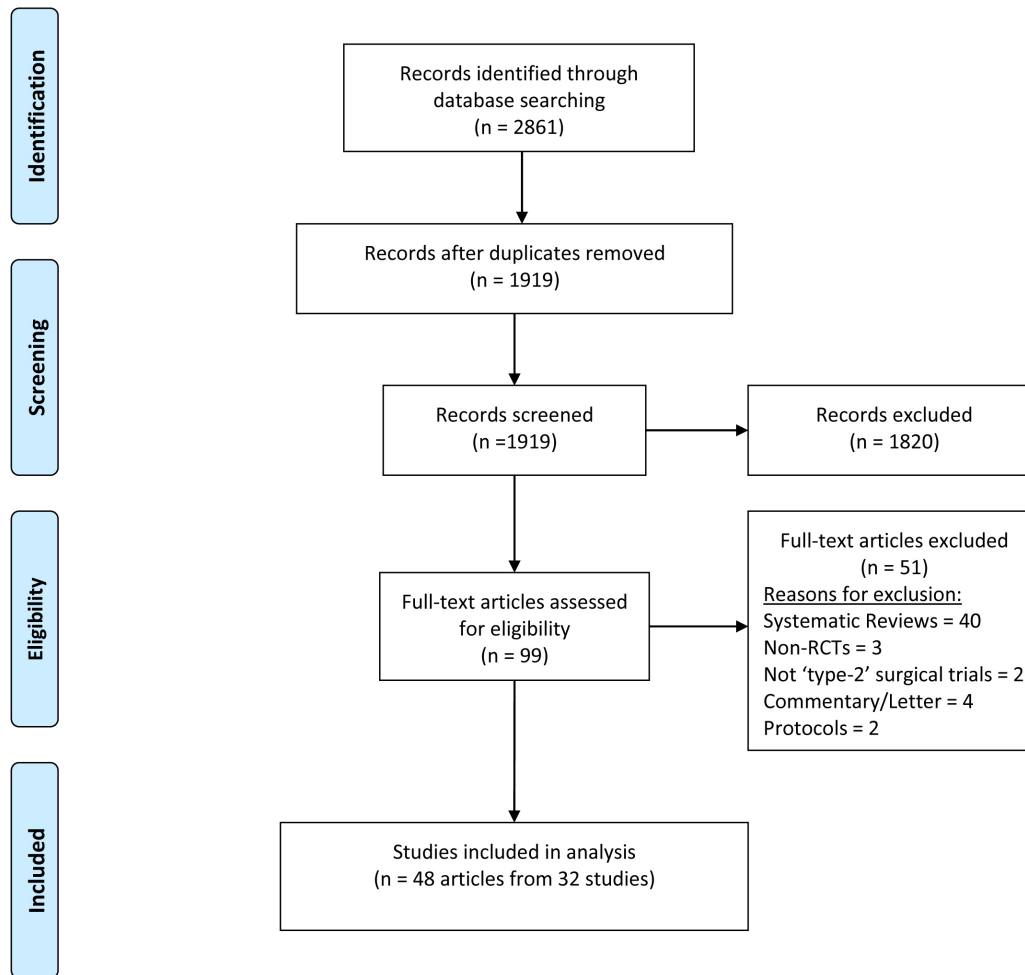 Identification
Records identified through
database searching
(n = 2861)
Records after duplicates removed
(n = 1919)
Screening
Records screened
(n =1919)
Records excluded
(n = 1820)
Eligibility
Full-text articles assessed
for eligibility
(n = 99)
Full-text articles excluded
(n = 51)
Reasons for exclusion:
Systematic Reviews = 40
Non-RCTs = 3
Not ‘type-2’ surgical trials = 2
Commentary/Letter = 4
Protocols = 2
Included
Studies included in analysis
(n = 48 articles from 32 studies)